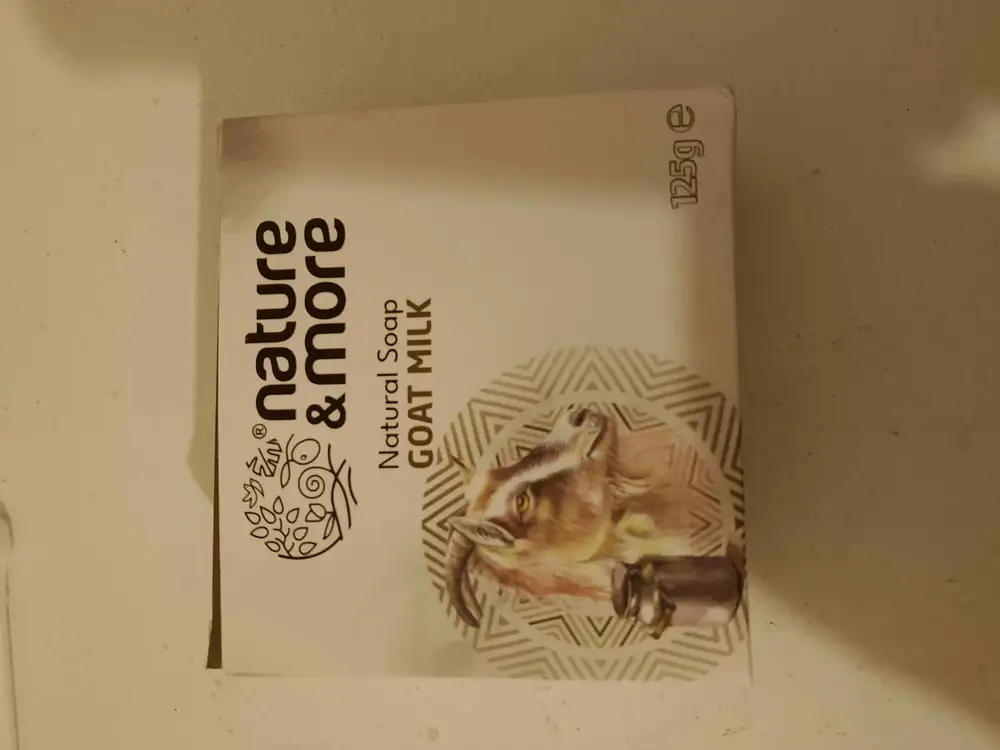 nature®
&more
Natural Soap
GOAT MILK
125g e